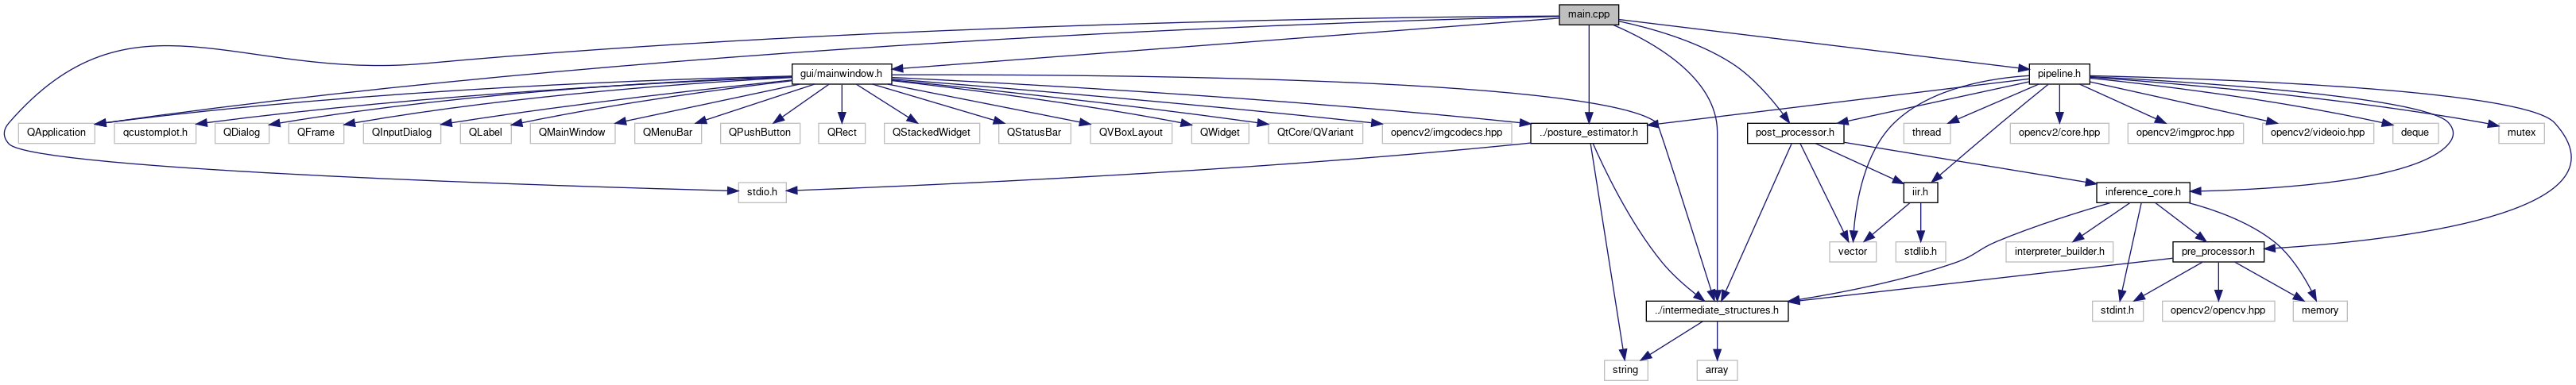 main.cpp
gui/mainwindow.h
pipeline.h
QApplication
qcustomplot.h
QDialog
QFrame
QInputDialog
QLabel
QMainWindow
QMenuBar
QPushButton
QRect
QStackedWidget
QStatusBar
QVBoxLayout
QWidget
QtCore/QVariant
opencv2/imgcodecs.hpp
../posture_estimator.h
post_processor.h
thread
opencv2/core.hpp
opencv2/imgproc.hpp
opencv2/videoio.hpp
deque
mutex
stdio.h
iir.h
inference_core.h
vector
stdlib.h
interpreter_builder.h
pre_processor.h
../intermediate_structures.h
stdint.h
opencv2/opencv.hpp
memory
string
array